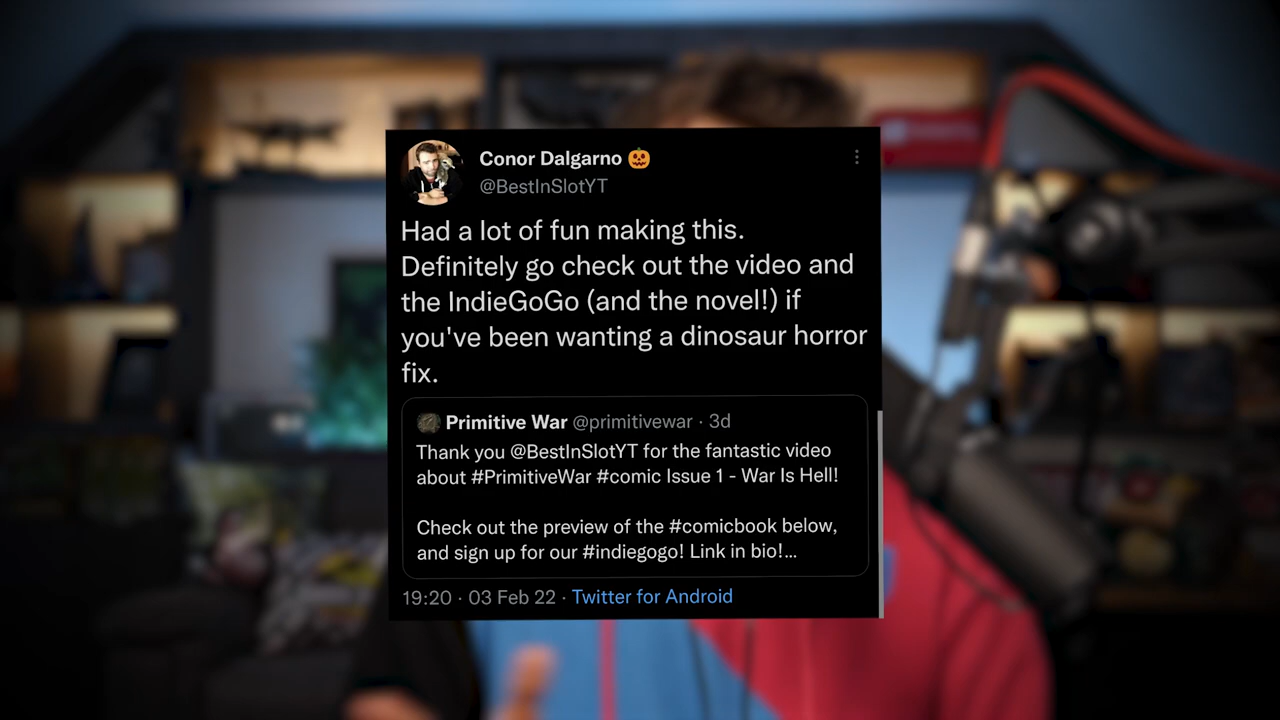 Conor Dalgarno 🎃
@BestInSlotYT
Had a lot of fun making this.
Definitely go check out the video and
the IndieGoGo (and the novel!) if
you've been wanting a dinosaur horror
fix.
Primitive War @primitivewar · 3d
Thank you @BestInSlotYT for the fantastic video
about #PrimitiveWar #comic Issue 1 - War Is Hell!
Check out the preview of the #comicbook below,
and sign up for our #indiegogo! Link in bio!...
19:20 · 03 Feb 22 · Twitter for Android